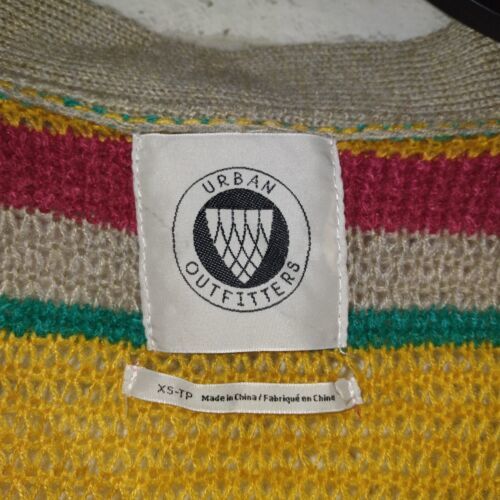 URBAN
OUTFITTERS
XS-TP Made in China / Fabriqué en Chine